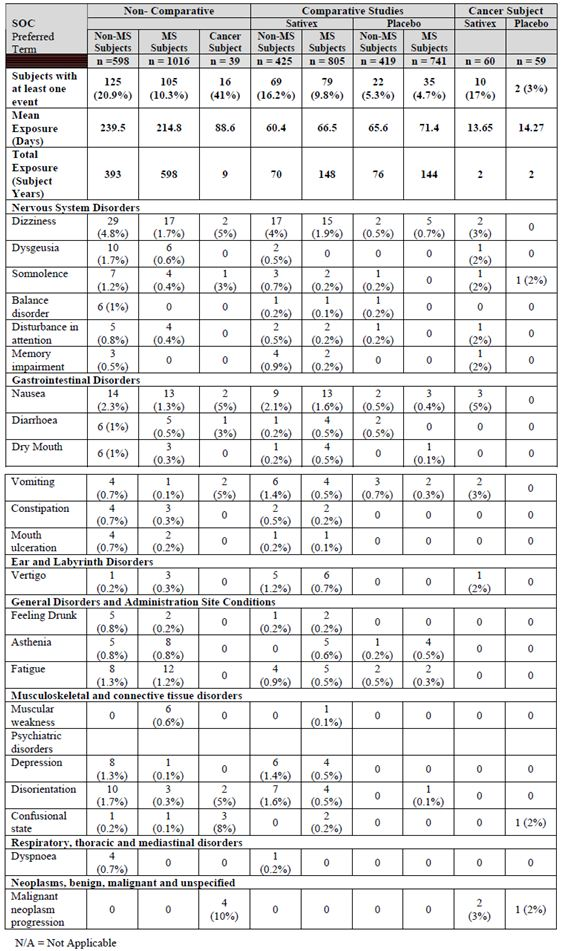 SOC Preferred Term Non- Comparative Comparative Studies Cancer Subject
Sativex Placebo Sativex Placebo
Non-MS Subjects MS Subjects Cancer Subject Non-MS Subjects MS Subjects Non-MS Subjects MS Subjects
n =598 n = 1016 n = 39 n = 425 n = 805 n = 419 n = 741 n = 60 n = 59
Subjects with at least one event 125 (20.9%) 105 (10.3%) 16 (41%) 69 (16.2%) 79 (9.8%) 22 (5.3%) 35 (4.7%) 10 (17%) 2 (3%)
Mean Exposure (Days) 239.5 214.8 88.6 60.4 66.5 65.6 71.4 13.65 14.27
Total Exposure (Subject Years) 393 598 9 70 148 76 144 2 2
Nervous System Disorders
Dizziness 29 (4.8%) 17 (1.7%) 2 (5%) 17 (4%) 15 (1.9%) 2 (0.5%) 5 (0.7%) 2 (3%) 0
Dysgeusia 10 (1.7%) 6 (0.6%) 0 2 (0.5%) 0 0 0 1 (2%) 0
Somnolence 7 (1.2%) 4 (0.4%) 1 (3%) 3 (0.7%) 2 (0.2%) 1 (0.2%) 0 1 (2%) 1 (2%)
Balance disorder 6 (1%) 0 0 1 (0.2%) 1 (0.1%) 1 (0.2%) 0 0 0
Disturbance in attention 5 (0.8%) 4 (0.4%) 0 2 (0.5%) 2 (0.2%) 1 (0.2%) 0 1 (2%) 0
Memory impairment 3 (0.5%) 0 0 4 (0.9%) 2 (0.2%) 0 0 1 (2%) 0
Gastrointestinal Disorders
Nausea 14 (2.3%) 13 (1.3%) 2 (5%) 9 (2.1%) 13 (1.6%) 2 (0.5%) 3 (0.4%) 3 (5%) 0
Diarrhoea 6 (1%) 5 (0.5%) 1 (3%) 1 (0.2%) 4 (0.5%) 2 (0.5%) 0 0 0
Dry Mouth 6 (1%) 3 (0.3%) 0 1 (0.2%) 4 (0.5%) 0 1 (0.1%) 0 0
Vomiting 4 (0.7%) 1 (0.1%) 2 (5%) 6 (1.4%) 4 (0.5%) 3 (0.7%) 2 (0.3%) 2 (3%) 0
Constipation 4 (0.7%) 3 (0.3%) 0 2 (0.5%) 2 (0.2%) 0 0 0 0
Mouth ulceration 4 (0.7%) 2 (0.2%) 0 1 (0.2%) 1 (0.1%) 0 0 0 0
Ear and Labyrinth Disorders
Vertigo 1 (0.2%) 3 (0.3%) 0 5 (1.2%) 6 (0.7%) 0 0 1 (2%) 0
General Disorders and Administration Site Conditions
Feeling Drunk 5 (0.8%) 2 (0.2%) 0 1 (0.2%) 2 (0.2%) 0 0 0 0
Asthenia 5 (0.8%) 8 (0.8%) 0 0 5 (0.6%) 1 (0.2%) 4 (0.5%) 0 0
Fatigue 8 (1.3%) 12 (1.2%) 0 4 (0.9%) 5 (0.5%) 2 (0.5%) 2 (0.3%) 0 0
Musculoskeletal and connective tissue disorders
Muscular weakness 0 6 (0.6%) 0 0 1 (0.1%) 0 0 0 0
Psychiatric disorders
Depression 8 (1.3%) 1 (0.1%) 0 6 (1.4%) 4 (0.5%) 0 0 0 0
Disorientation 10 (1.7%) 3 (0.3%) 2 (5%) 7 (1.6%) 4 (0.5%) 0 1 (0.1%) 0 0
Confusional state 1 (0.2%) 1 (0.1%) 3 (8%) 0 2 (0.2%) 0 0 0 1 (2%)
Respiratory, thoracic and mediastinal disorders
Dyspnoea 4 (0.7%) 0 0 1 (0.2%) 0 0 0 0 0
Neoplasms, benign, malignant and unspecified
Malignant neoplasm progression 0 0 4 (10%) 0 0 0 0 2 (3%) 1 (2%)
N/A = Not Applicable